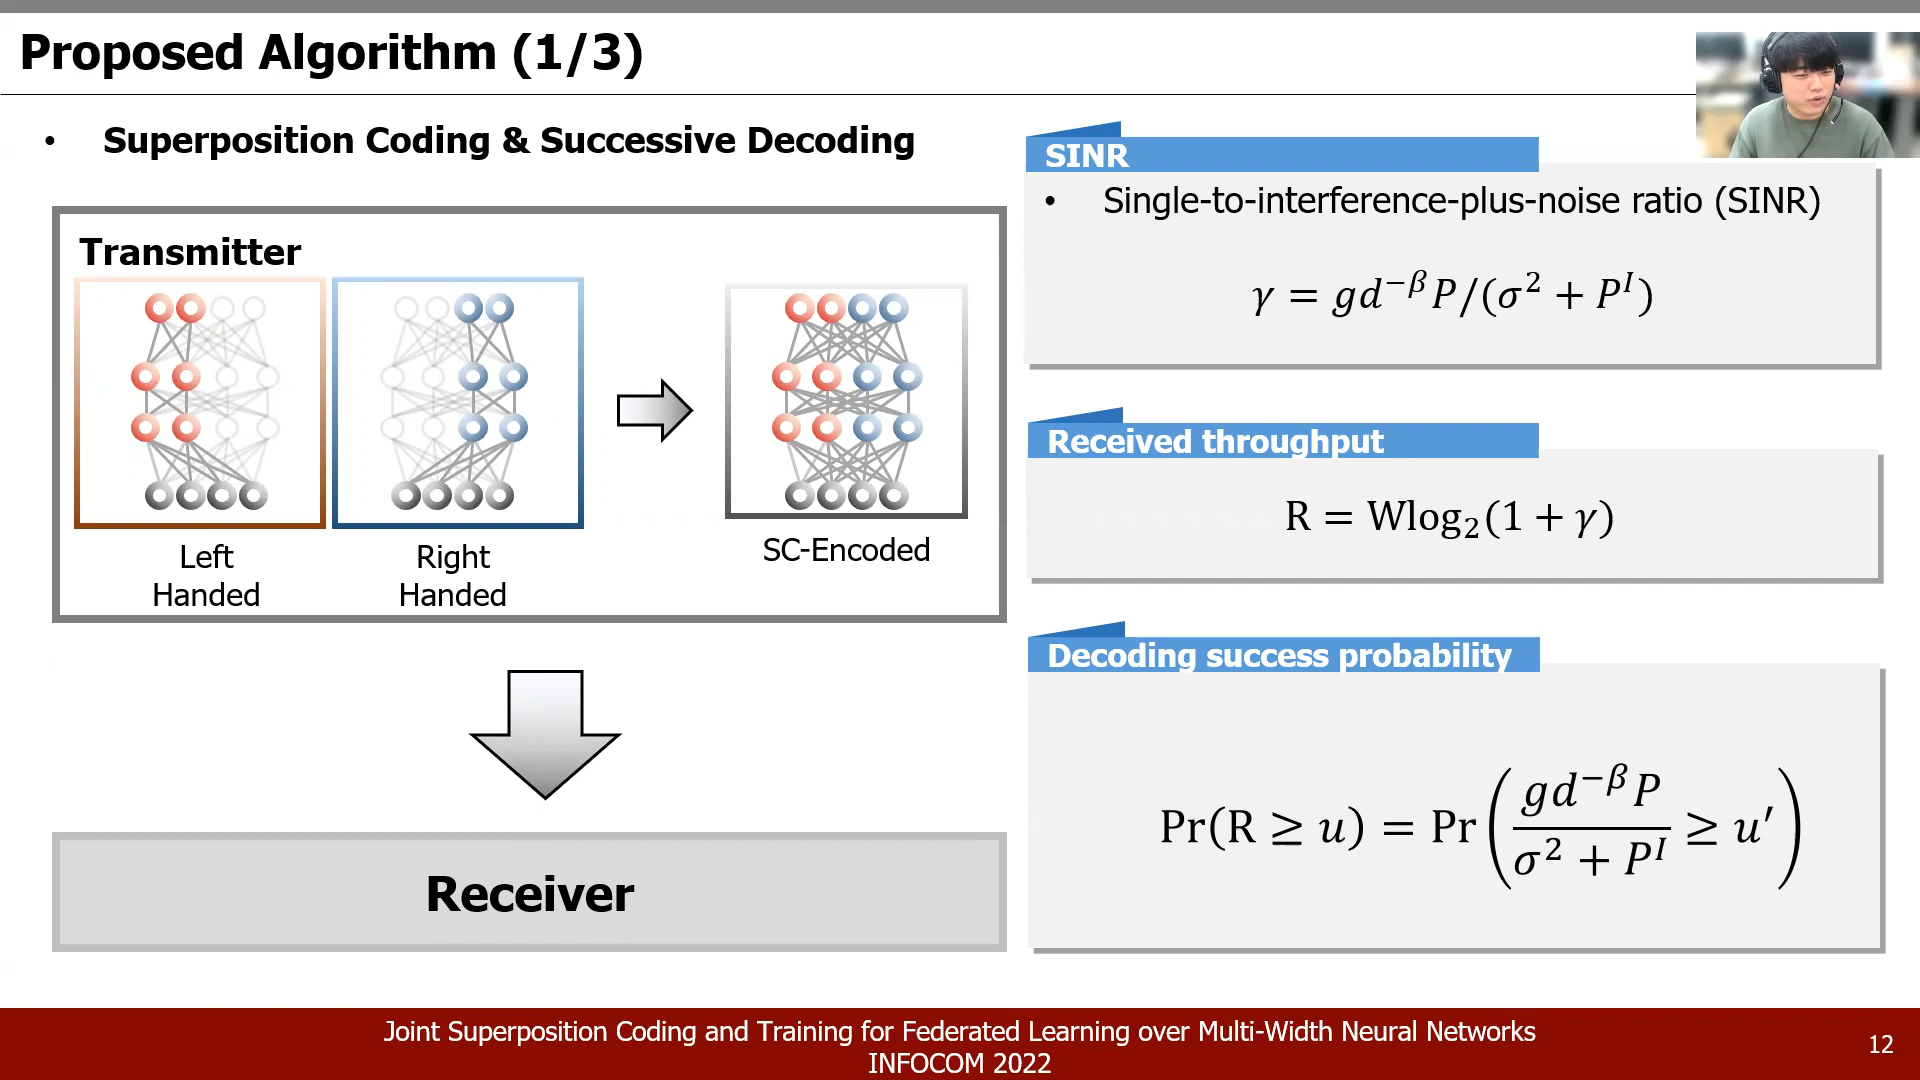 Proposed Algorithm (1/3)
• Superposition Coding & Successive Decoding
Transmitter
Left
Handed
Right
Handed
SC-Encoded
Receiver
SINR
• Single-to-interference-plus-noise ratio (SINR)
γ = gd^{−β}P/(σ² + P^I)
Received throughput
R = Wlog₂(1 + γ)
Decoding success probability
Pr(R ≥ u) = Pr(gd^{−β}P / (σ² + P^I) ≥ u′)
Joint Superposition Coding and Training for Federated Learning over Multi-Width Neural Networks
INFOCOM 2022
12